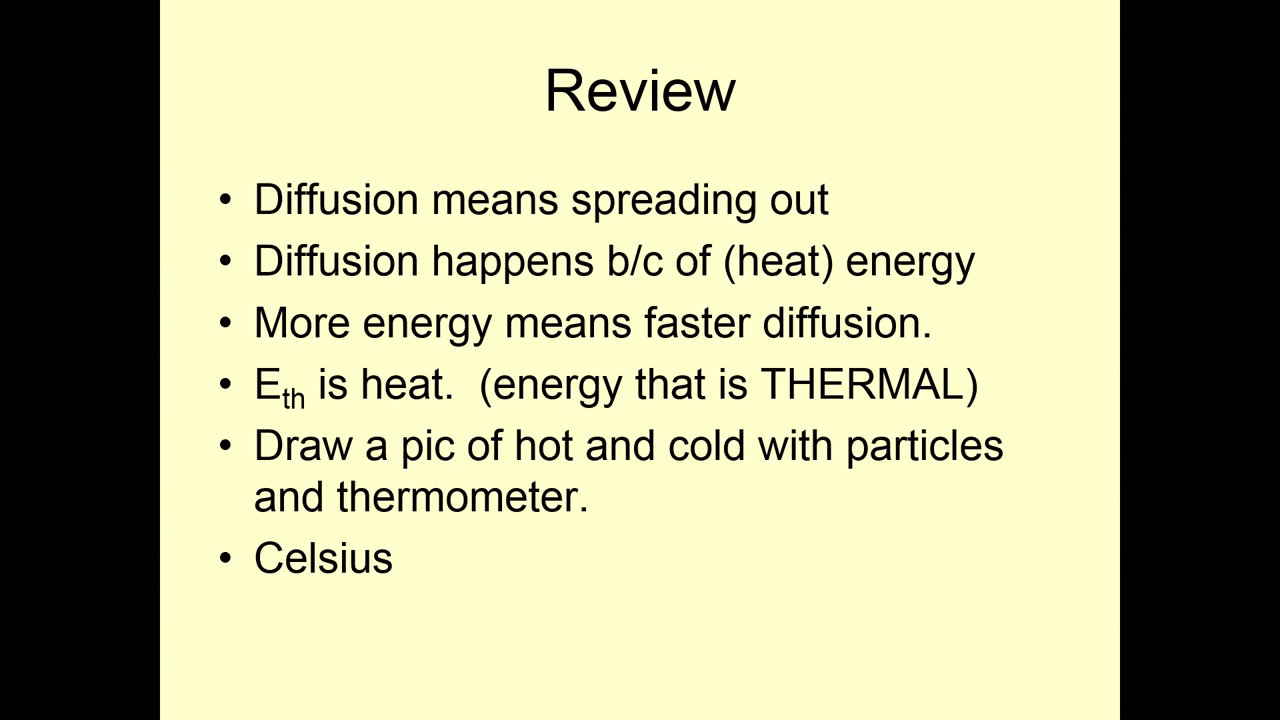 Review
• Diffusion means spreading out
• Diffusion happens b/c of (heat) energy
• More energy means faster diffusion.
• Eth is heat.  (energy that is THERMAL)
• Draw a pic of hot and cold with particles
and thermometer.
• Celsius